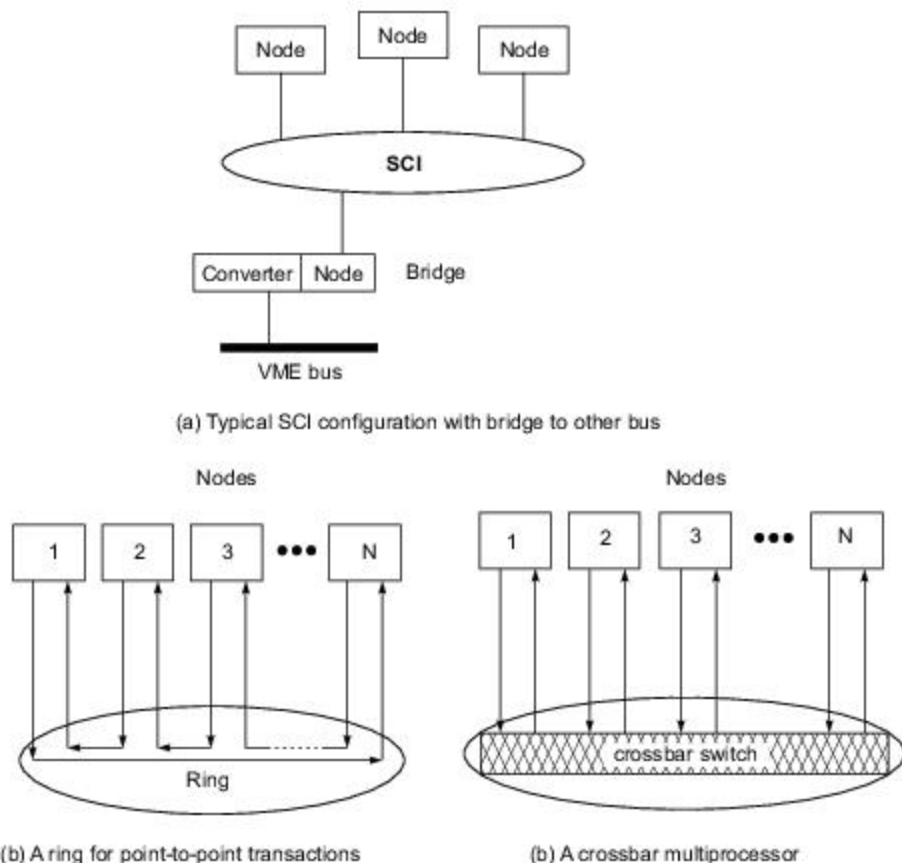 Node Node Node
SCI
Converter Node Bridge
VME bus
(a) Typical SCI configuration with bridge to other bus
Nodes
1 2 3 ••• N
Ring
(b) A ring for point-to-point transactions
Nodes
1 2 3 ••• N
crossbar switch
(b) A crossbar multiprocessor